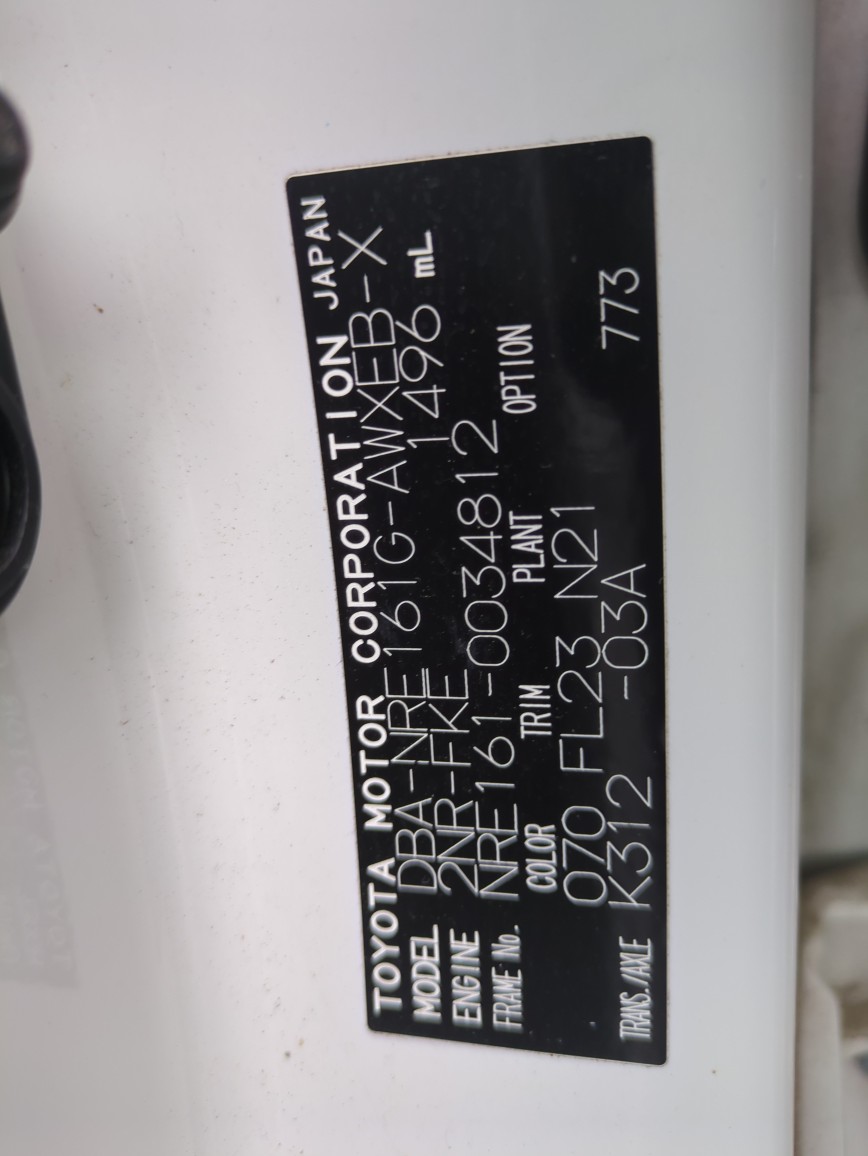 TOYOTA MOTOR CORPORATION JAPAN
MODEL DBA-NRE161G-AWXEB-X
ENGINE 2NR-FKE 1496 mL
FRAME No. NRE161-0034812
COLOR TRIM PLANT OPTION
070 FL23 N21
TRANS./AXLE K312 -03A 773